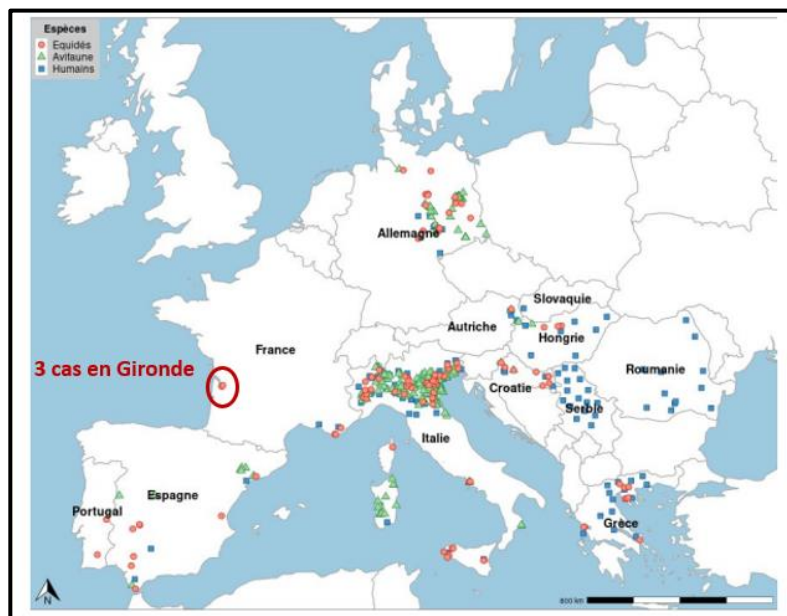 Espèces
Equidés
Avifaune
Humains
Allemagne
Slovaquie
Autriche
Hongrie
France
3 cas en Gironde
Roumanie
Croatie
Serbie
Italie
Espagne
Portugal
Grèce
N
600 km